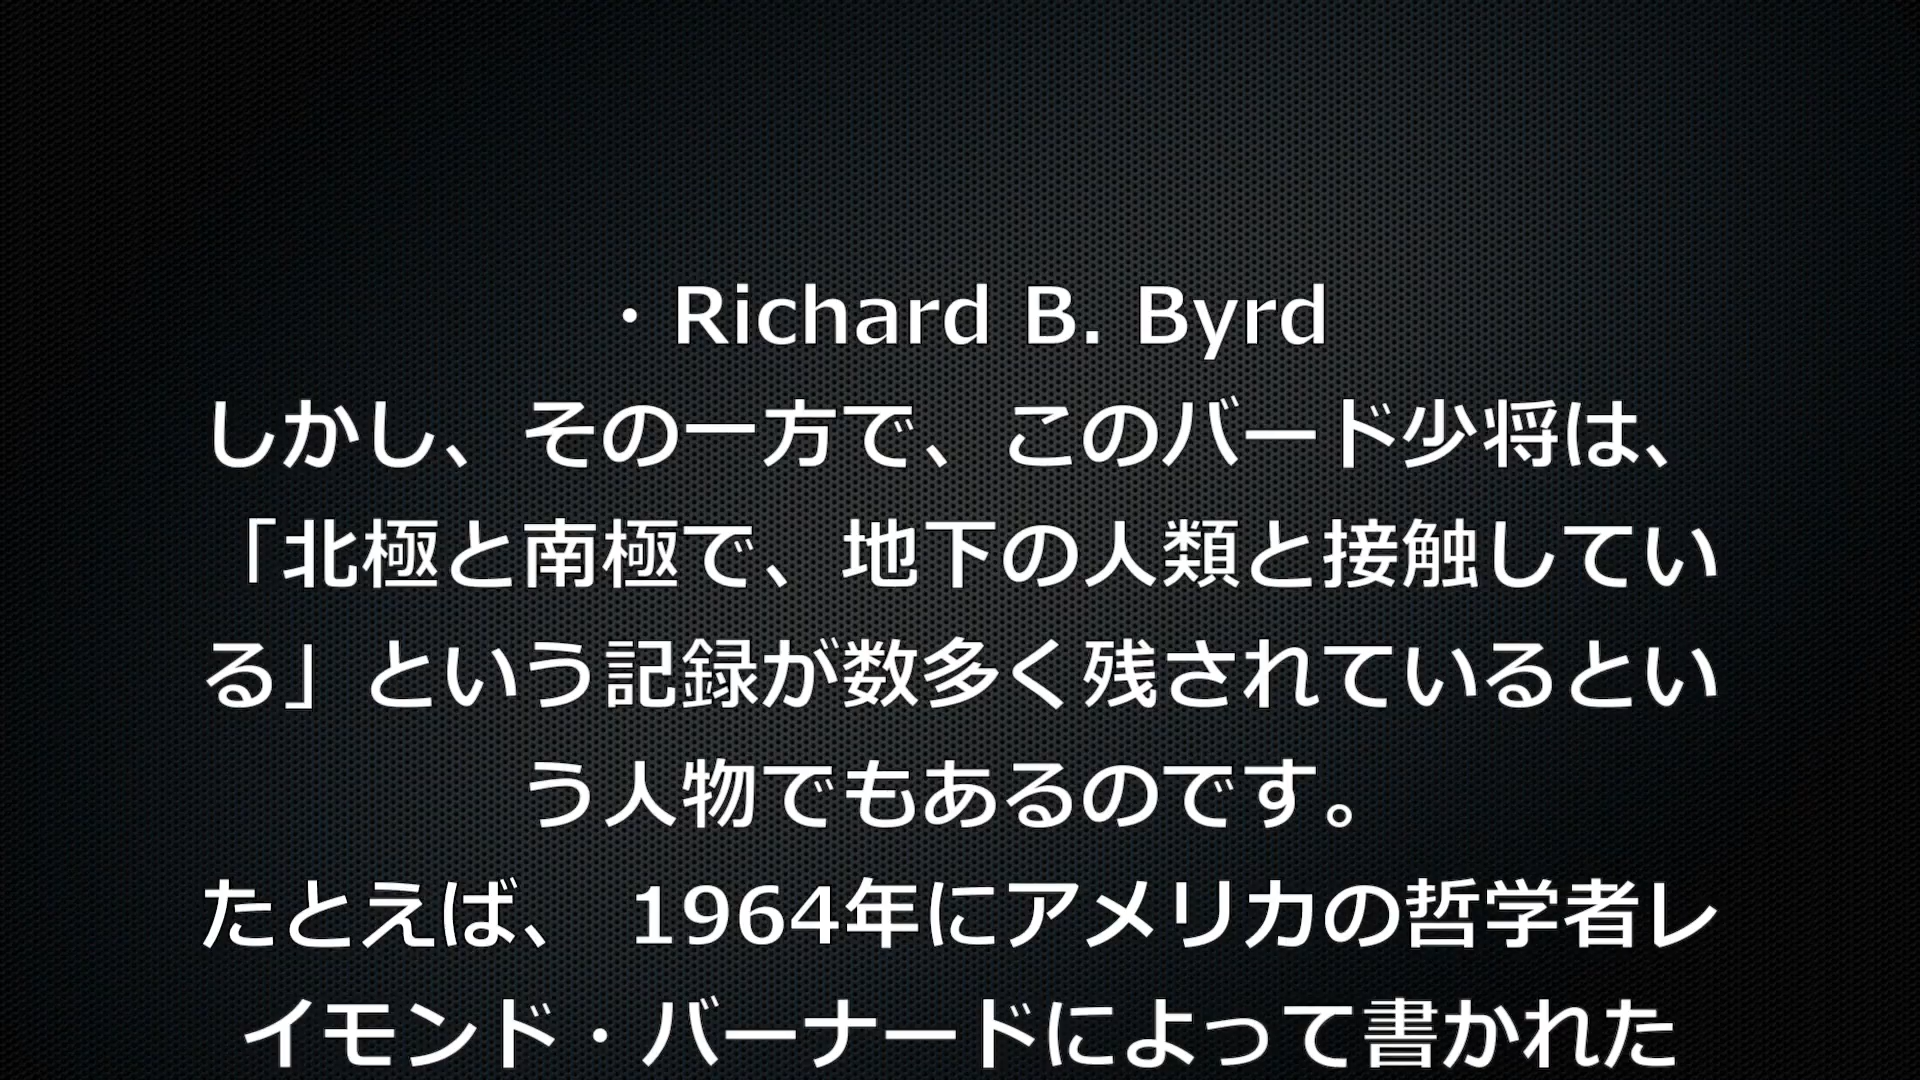 ・Richard B. Byrd
しかし、その一方で、このバード少将は、
「北極と南極で、地下の人類と接触してい
る」という記録が数多く残されているとい
う人物でもあるのです。
たとえば、 1964年にアメリカの哲学者レ
イモンド・バーナードによって書かれた